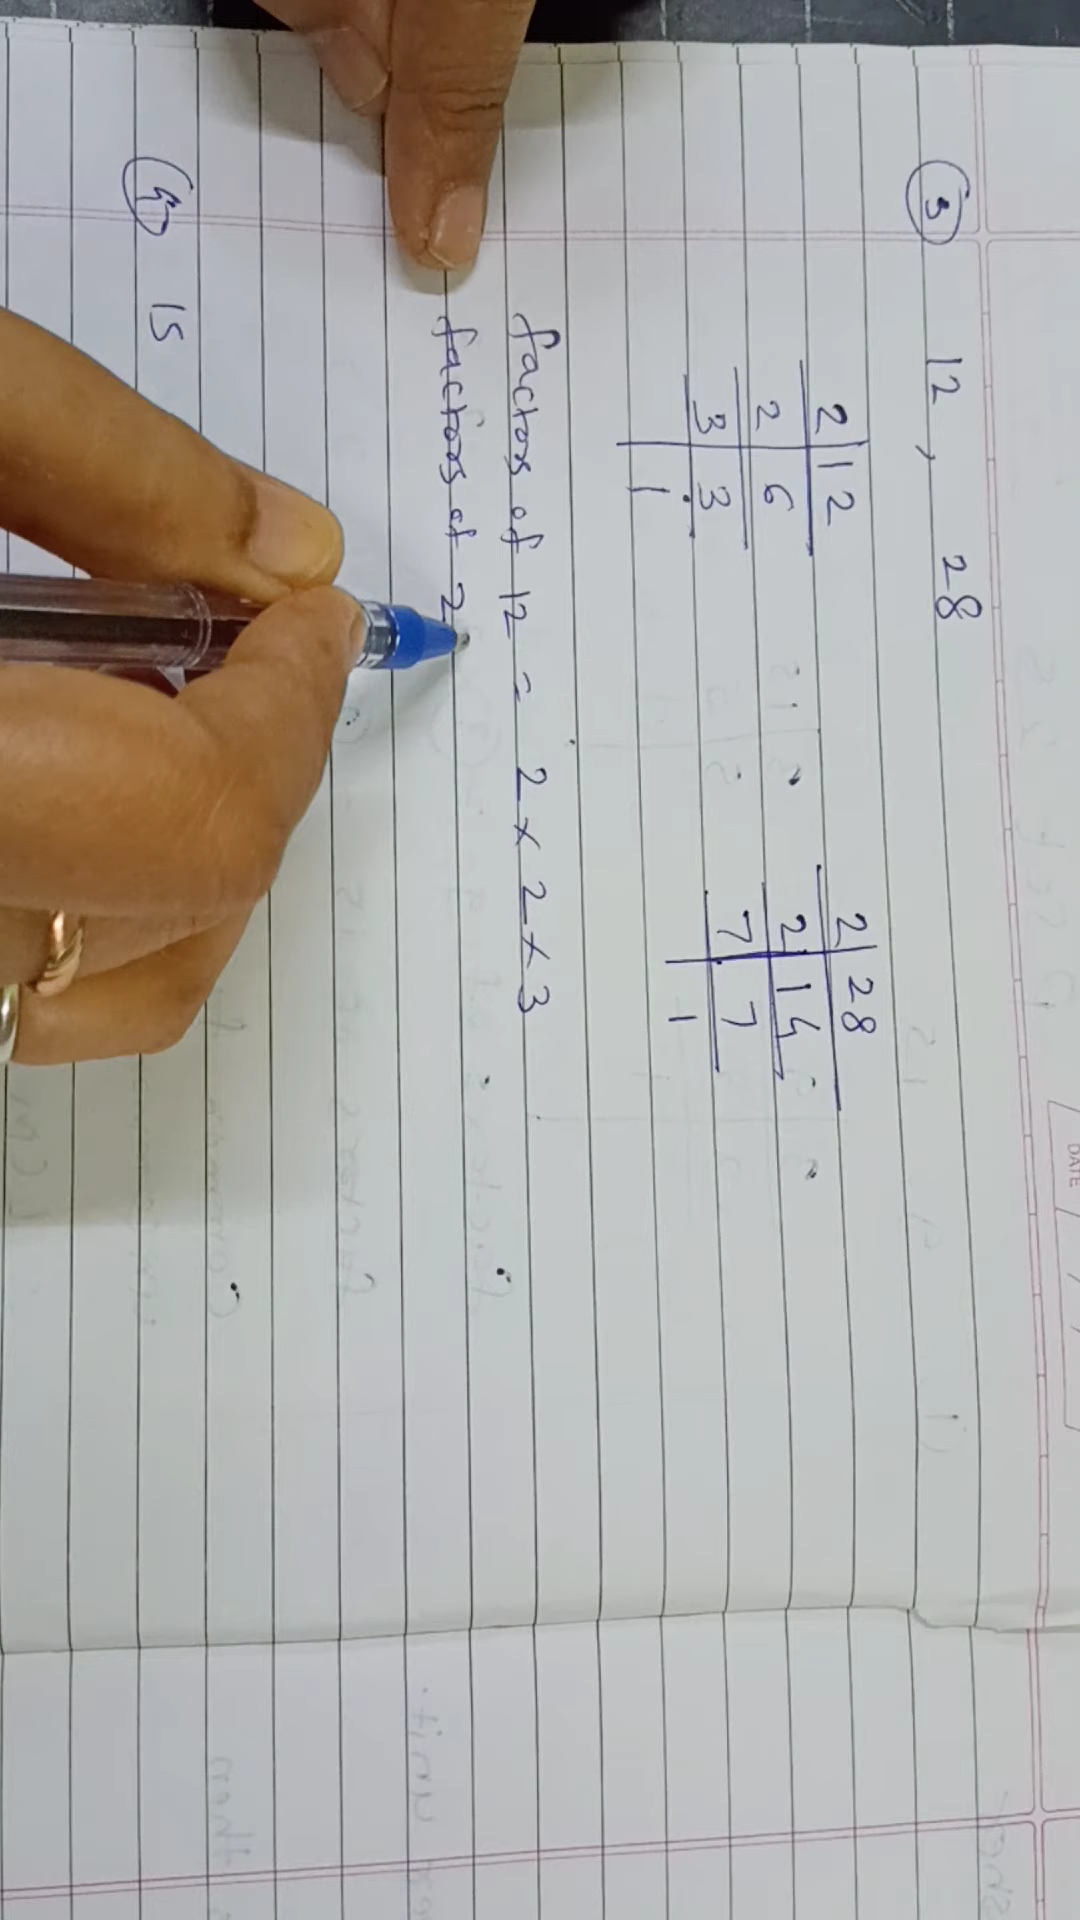 DATE
3 12, 28
2 12 2 28
2 6 2 14
3 3 7 7
1 1
factors of 12 = 2 × 2 × 3
factors of 2
4 15